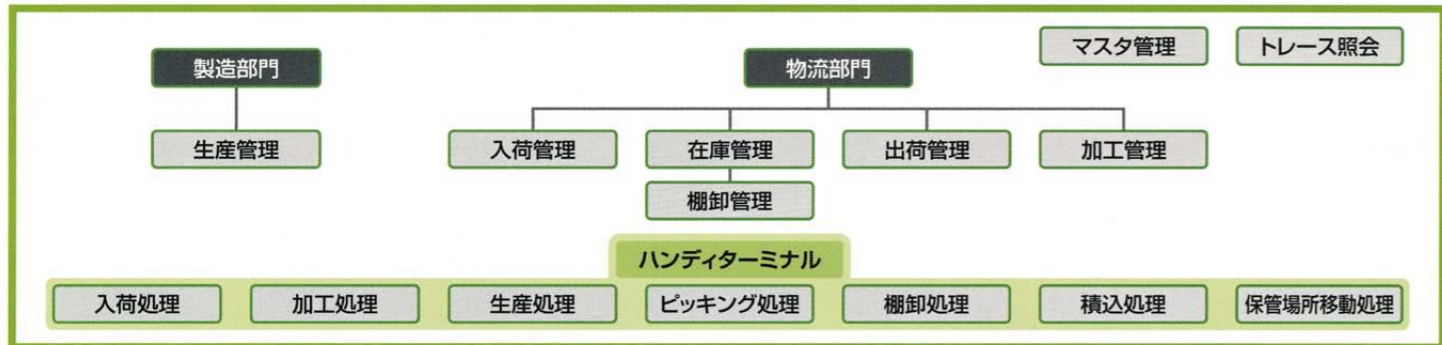 マスタ管理
トレース照会
製造部門
物流部門
生産管理
入荷管理
在庫管理
出荷管理
加工管理
棚卸管理
ハンディターミナル
入荷処理
加工処理
生産処理
ピッキング処理
棚卸処理
積込処理
保管場所移動処理